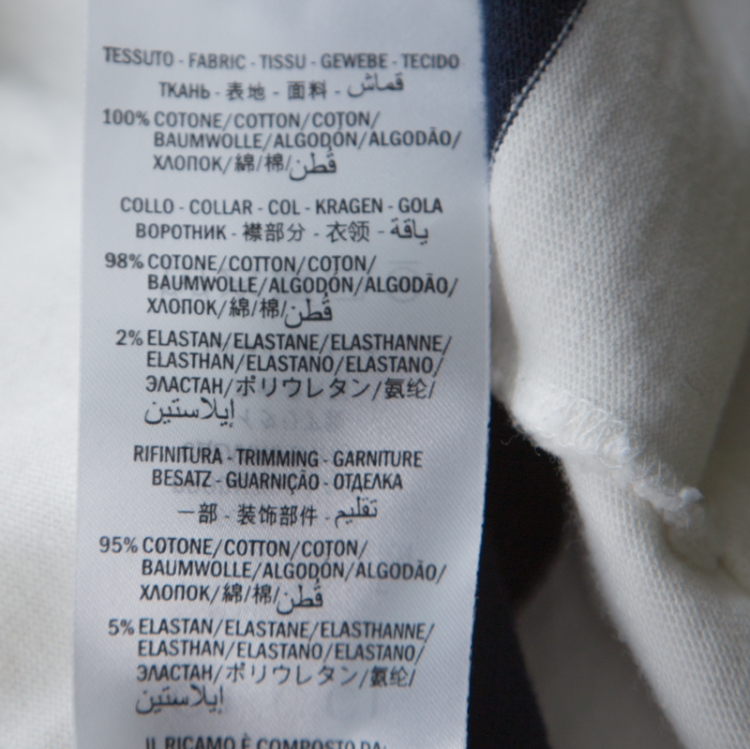 TESSUTO - FABRIC - TISSU - GEWEBE - TECIDO
ТКАНЬ - 表地 - 面料 - قماش
100% COTONE/COTTON/COTON/
BAUMWOLLE/ALGODÓN/ALGODÃO/
ХЛОПОК/綿/棉/قطن
COLLO - COLLAR - COL - KRAGEN - GOLA
ВОРОТНИК - 襟部分 - 衣领 - ياقة
98% COTONE/COTTON/COTON/
BAUMWOLLE/ALGODÓN/ALGODÃO/
ХЛОПОК/綿/棉/قطن
2% ELASTAN/ELASTANE/ELASTHANNE/
ELASTHAN/ELASTANO/ELASTANO/
ЭЛАСТАН/ポリウレタン/氨纶/
إيلاستين
RIFINITURA - TRIMMING - GARNITURE
BESATZ - GUARNIÇÃO - ОТДЕЛКА
一部 - 装饰部件 - تقليم
95% COTONE/COTTON/COTON/
BAUMWOLLE/ALGODÓN/ALGODÃO/
ХЛОПОК/綿/棉/قطن
5% ELASTAN/ELASTANE/ELASTHANNE/
ELASTHAN/ELASTANO/ELASTANO/
ЭЛАСТАН/ポリウレタン/氨纶/
إيلاستين
IL RICAMO È COMPOSTO DA: